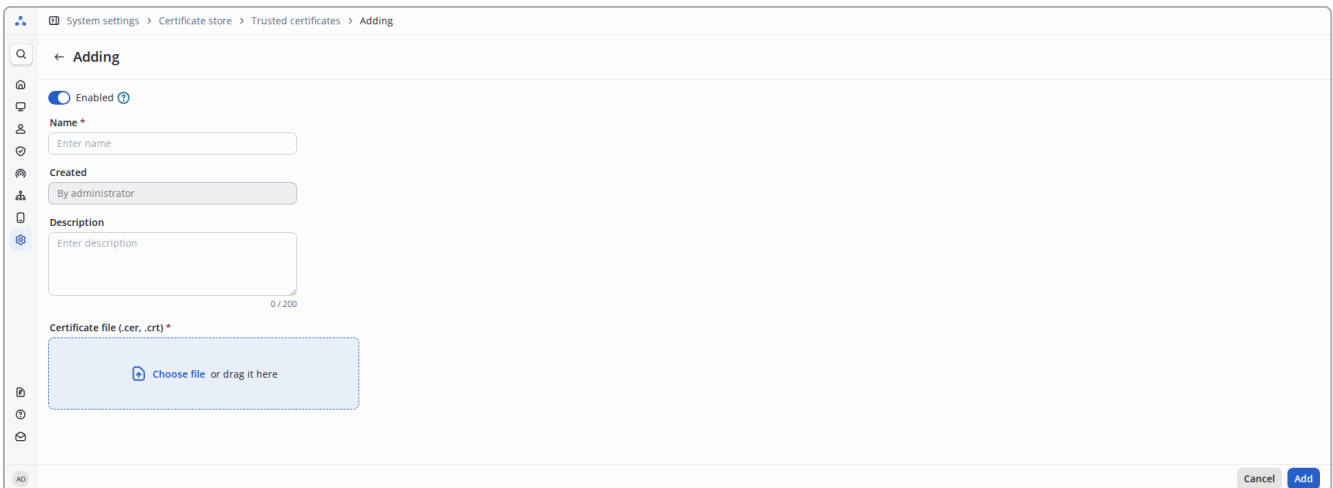 System settings > Certificate store > Trusted certificates > Adding
← Adding
Enabled ?
Name *
Enter name
Created
By administrator
Description
Enter description
0 / 200
Certificate file (.cer, .crt) *
Choose file or drag it here
AD
Cancel Add